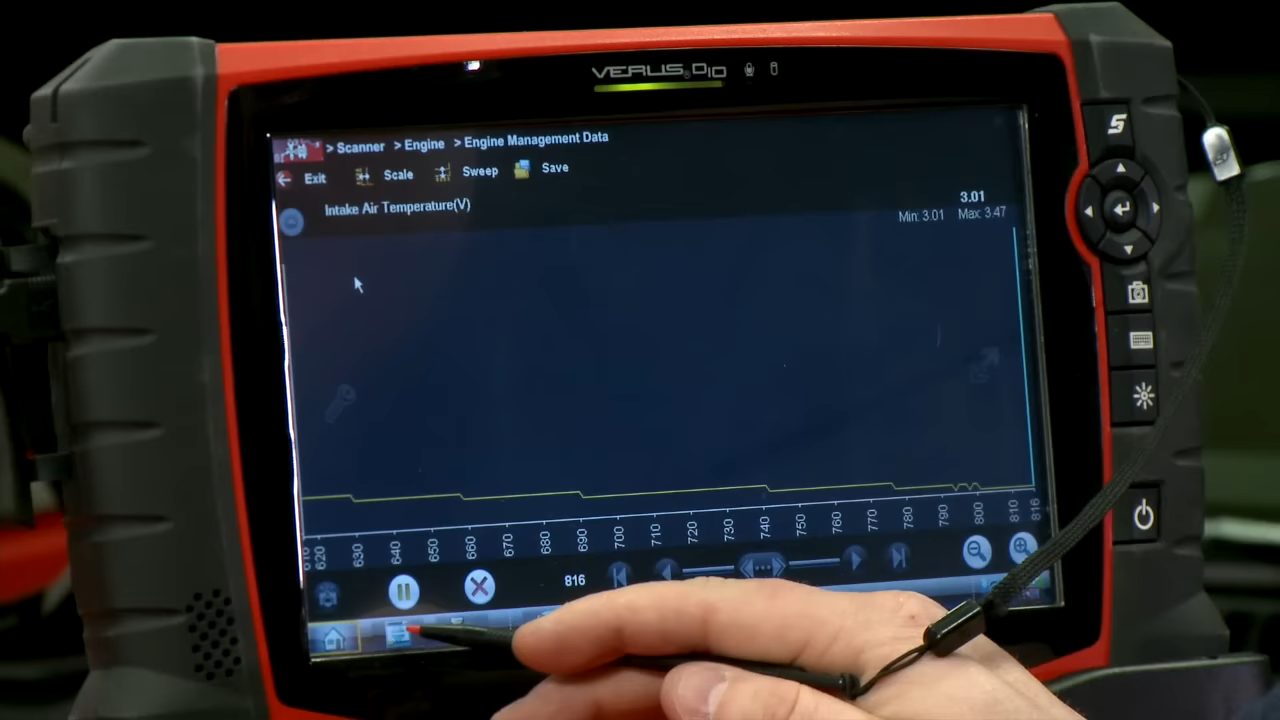 VERUS® D10
> Scanner > Engine > Engine Management Data
Exit Scale Sweep Save
Intake Air Temperature(V)
3.01
Min: 3.01 Max: 3.47
620 630 640 650 660 670 680 690 700 710 720 730 740 750 760 770 780 790 800 810 816
816